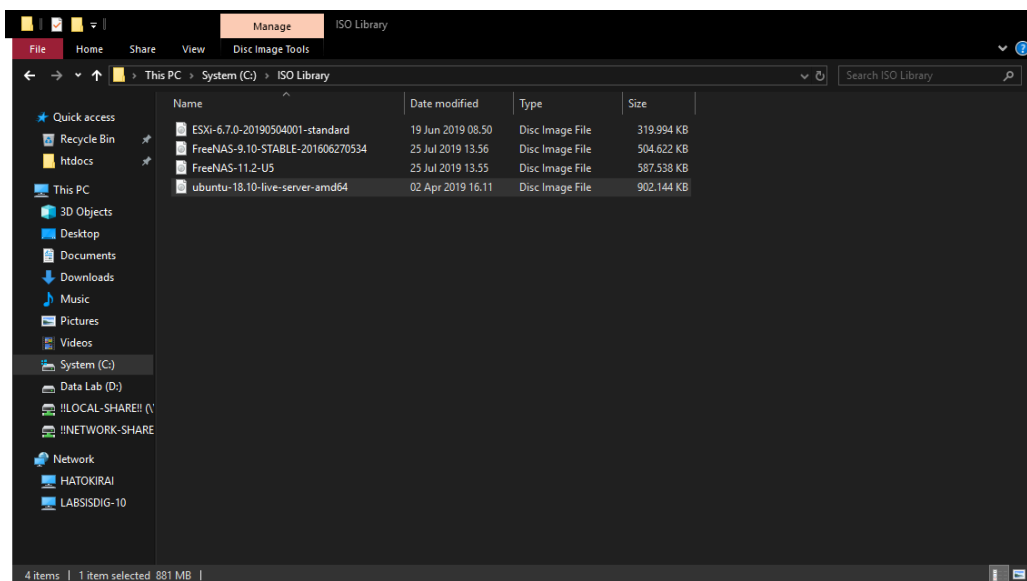 Manage ISO Library
File Home Share View Disc Image Tools
This PC System (C:) ISO Library Search ISO Library
Name Date modified Type Size
Quick access
Recycle Bin
htdocs
This PC
3D Objects
Desktop
Documents
Downloads
Music
Pictures
Videos
System (C:)
Data Lab (D:)
!!LOCAL-SHARE!! (\
!!NETWORK-SHARE
Network
HATOKIRAI
LABSISDIG-10
ESXi-6.7.0-20190504001-standard 19 Jun 2019 08.50 Disc Image File 319.994 KB
FreeNAS-9.10-STABLE-201606270534 25 Jul 2019 13.56 Disc Image File 504.622 KB
FreeNAS-11.2-U5 25 Jul 2019 13.55 Disc Image File 587.538 KB
ubuntu-18.10-live-server-amd64 02 Apr 2019 16.11 Disc Image File 902.144 KB
4 items | 1 item selected 881 MB |